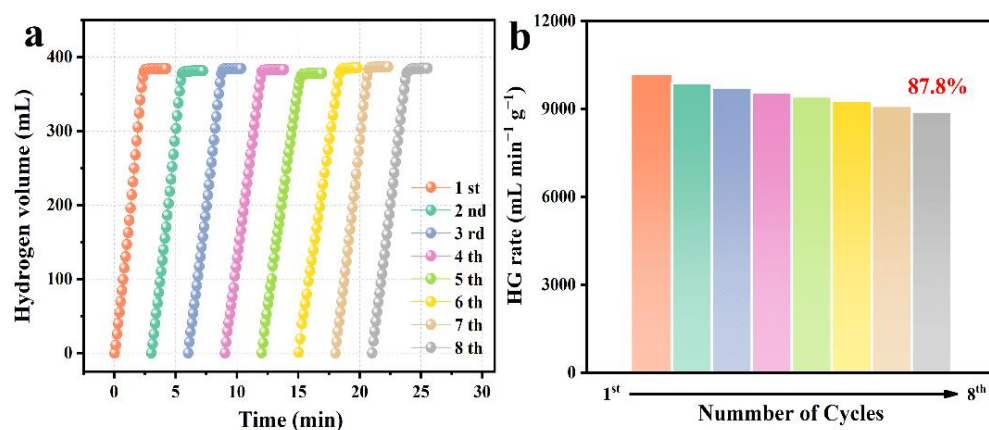 a
Hydrogen volume (mL)
400
300
200
100
0
1 st
2 nd
3 rd
4 th
5 th
6 th
7 th
8 th
0 5 10 15 20 25 30
Time (min)
b
HG rate (mL min⁻¹ g⁻¹)
12000
9000
6000
3000
0
87.8%
1ˢᵗ 8ᵗʰ
Nummber of Cycles